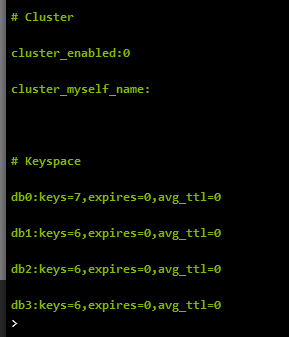 # Cluster
cluster_enabled:0
cluster_myself_name:
# Keyspace
db0:keys=7,expires=0,avg_ttl=0
db1:keys=6,expires=0,avg_ttl=0
db2:keys=6,expires=0,avg_ttl=0
db3:keys=6,expires=0,avg_ttl=0
>